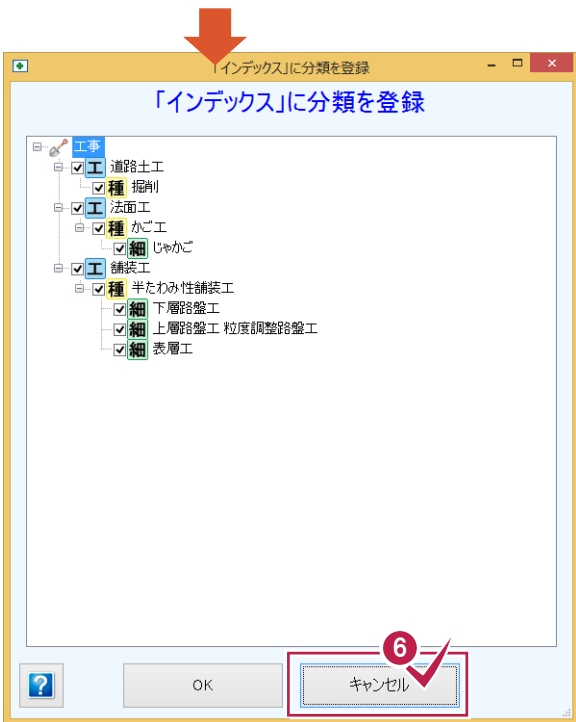 「インデックス」に分類を登録
「インデックス」に分類を登録
工事
工 道路土工
種 掘削
工 法面工
種 かご工
細 じゃかご
工 舗装工
種 半たわみ性舗装工
細 下層路盤工
細 上層路盤工 粒度調整路盤工
細 表層工
6
? OK キャンセル